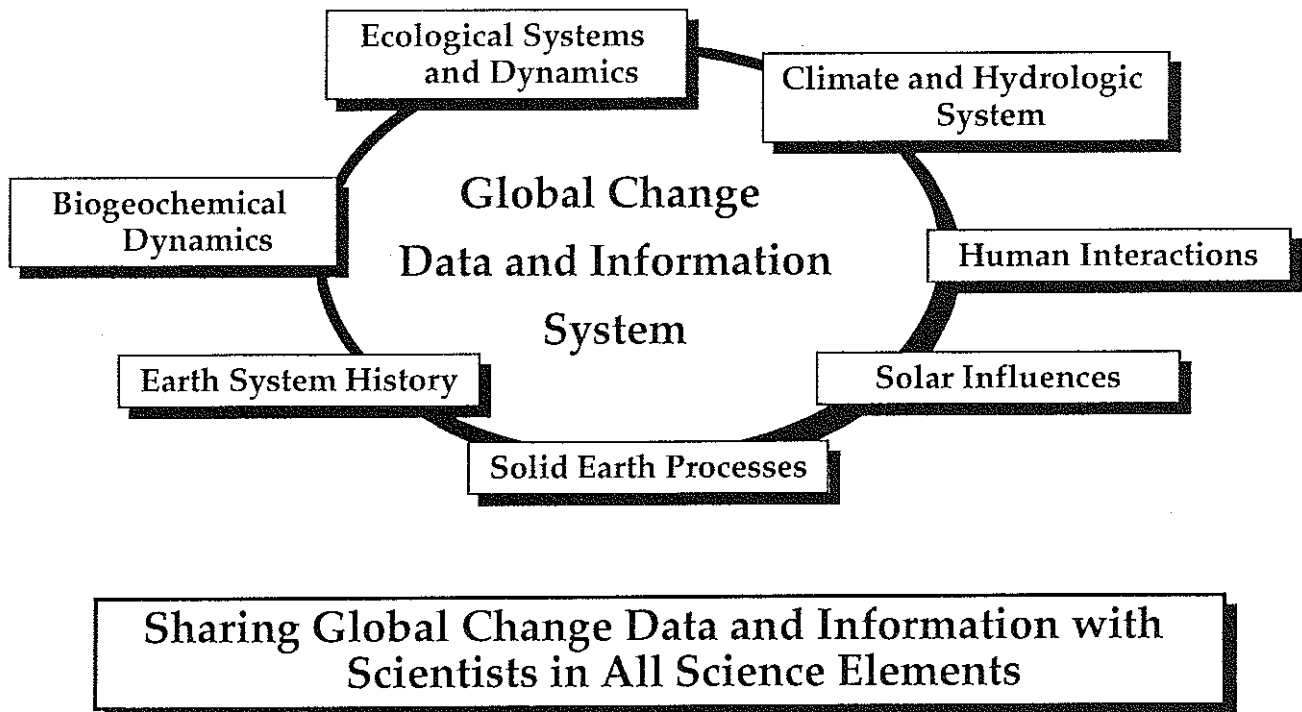 Ecological Systems
and Dynamics
Climate and Hydrologic
System
Biogeochemical
Dynamics
Global Change
Data and Information
System
Human Interactions
Earth System History
Solar Influences
Solid Earth Processes
Sharing Global Change Data and Information with
Scientists in All Science Elements